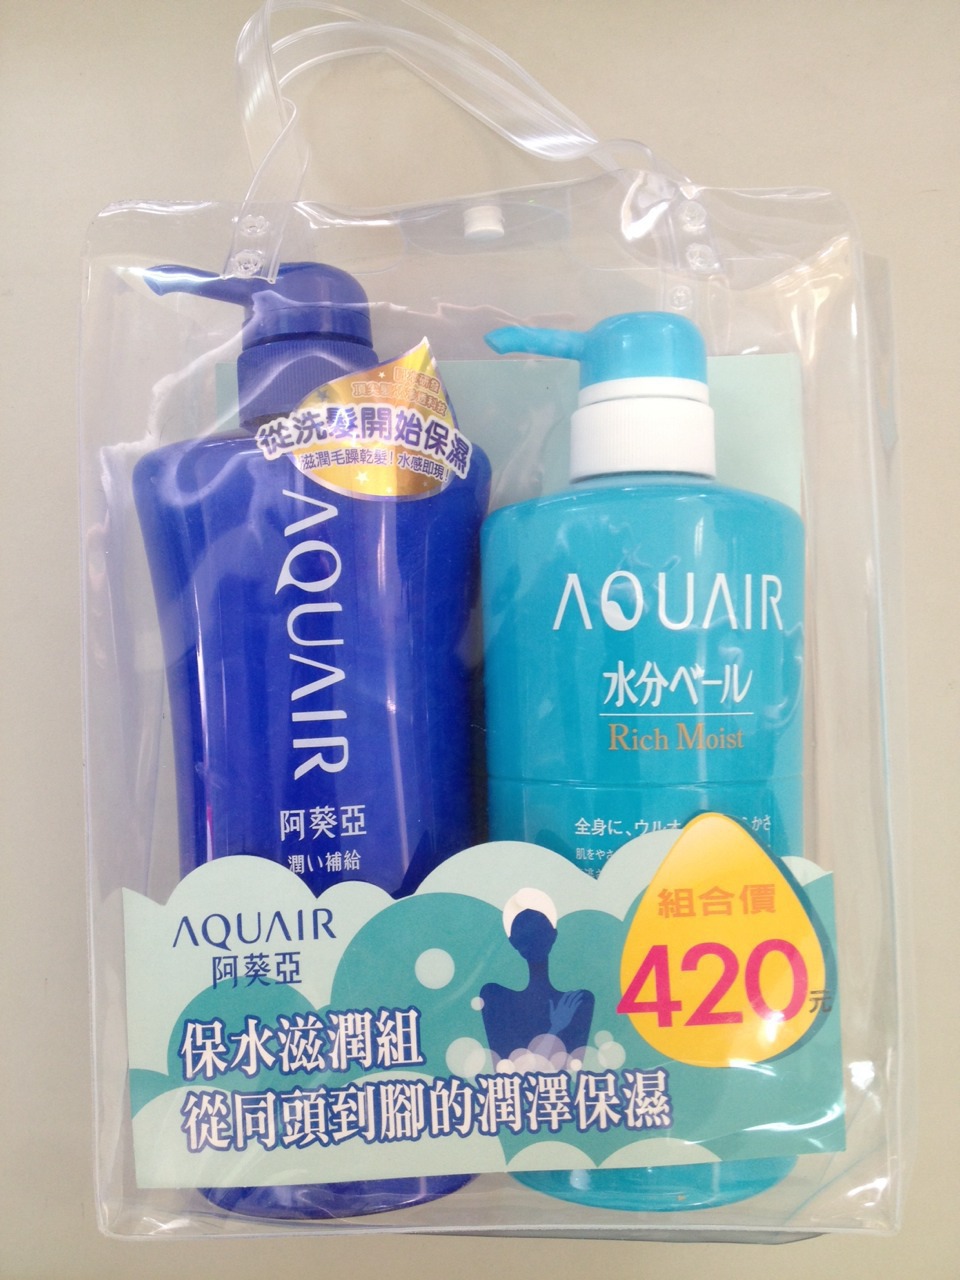 從洗髮開始保濕
滋潤毛躁乾髮!水感即現!
AQUAIR
阿葵亞
潤い補給
AQUAIR
水分ベール
Rich Moist
全身に、ウルオ
かさ
肌をやさ
組合價
420元
AQUAIR
阿葵亞
保水滋潤組
從同頭到腳的潤澤保濕